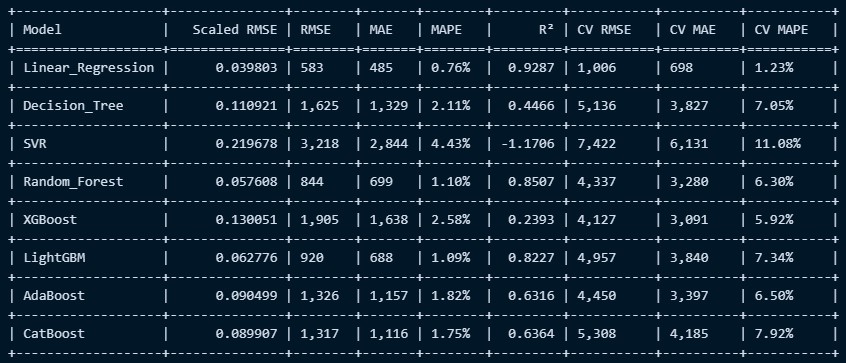 +------------------+--------------+-------+-------+-------+---------+----------+---------+----------+
| Model             |   Scaled RMSE | RMSE   | MAE   | MAPE   |      R² | CV RMSE   | CV MAE   | CV MAPE   |
+===================+===============+========+=======+========+=========+===========+==========+===========+
| Linear_Regression |      0.039803 | 583    | 485   | 0.76%  |  0.9287 | 1,006     | 698      | 1.23%     |
+-------------------+---------------+--------+-------+--------+---------+-----------+----------+-----------+
| Decision_Tree     |      0.110921 | 1,625  | 1,329 | 2.11%  |  0.4466 | 5,136     | 3,827    | 7.05%     |
+-------------------+---------------+--------+-------+--------+---------+-----------+----------+-----------+
| SVR               |      0.219678 | 3,218  | 2,844 | 4.43%  | -1.1706 | 7,422     | 6,131    | 11.08%    |
+-------------------+---------------+--------+-------+--------+---------+-----------+----------+-----------+
| Random_Forest     |      0.057608 | 844    | 699   | 1.10%  |  0.8507 | 4,337     | 3,280    | 6.30%     |
+-------------------+---------------+--------+-------+--------+---------+-----------+----------+-----------+
| XGBoost           |      0.130051 | 1,905  | 1,638 | 2.58%  |  0.2393 | 4,127     | 3,091    | 5.92%     |
+-------------------+---------------+--------+-------+--------+---------+-----------+----------+-----------+
| LightGBM          |      0.062776 | 920    | 688   | 1.09%  |  0.8227 | 4,957     | 3,840    | 7.34%     |
+-------------------+---------------+--------+-------+--------+---------+-----------+----------+-----------+
| AdaBoost          |      0.090499 | 1,326  | 1,157 | 1.82%  |  0.6316 | 4,450     | 3,397    | 6.50%     |
+-------------------+---------------+--------+-------+--------+---------+-----------+----------+-----------+
| CatBoost          |      0.089907 | 1,317  | 1,116 | 1.75%  |  0.6364 | 5,308     | 4,185    | 7.92%     |
+-------------------+---------------+--------+-------+--------+---------+-----------+----------+-----------+